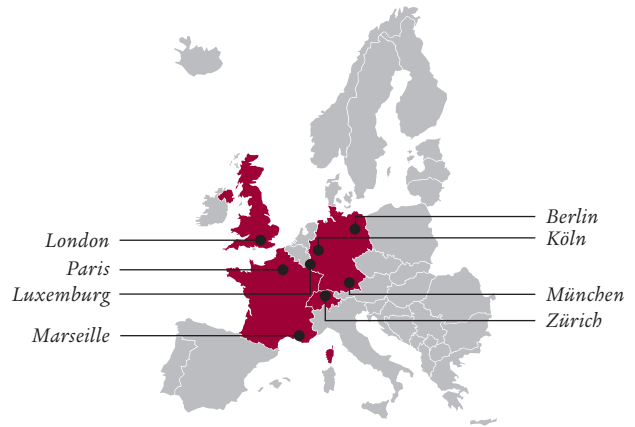 London
Paris
Luxemburg
Marseille
Berlin
Köln
München
Zürich